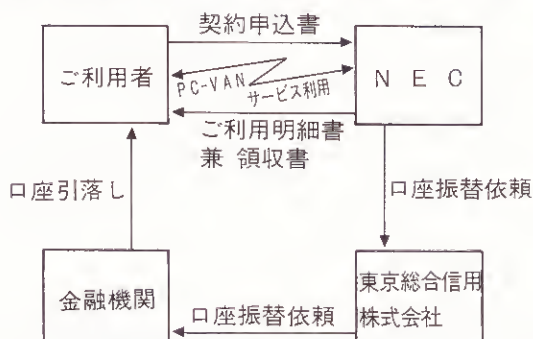 契約申込書
ご利用者
N E C
PC-VAN
サービス利用
ご利用明細書
兼 領収書
口座引落し
口座振替依頼
金融機関
口座振替依頼
東京総合信用
株式会社